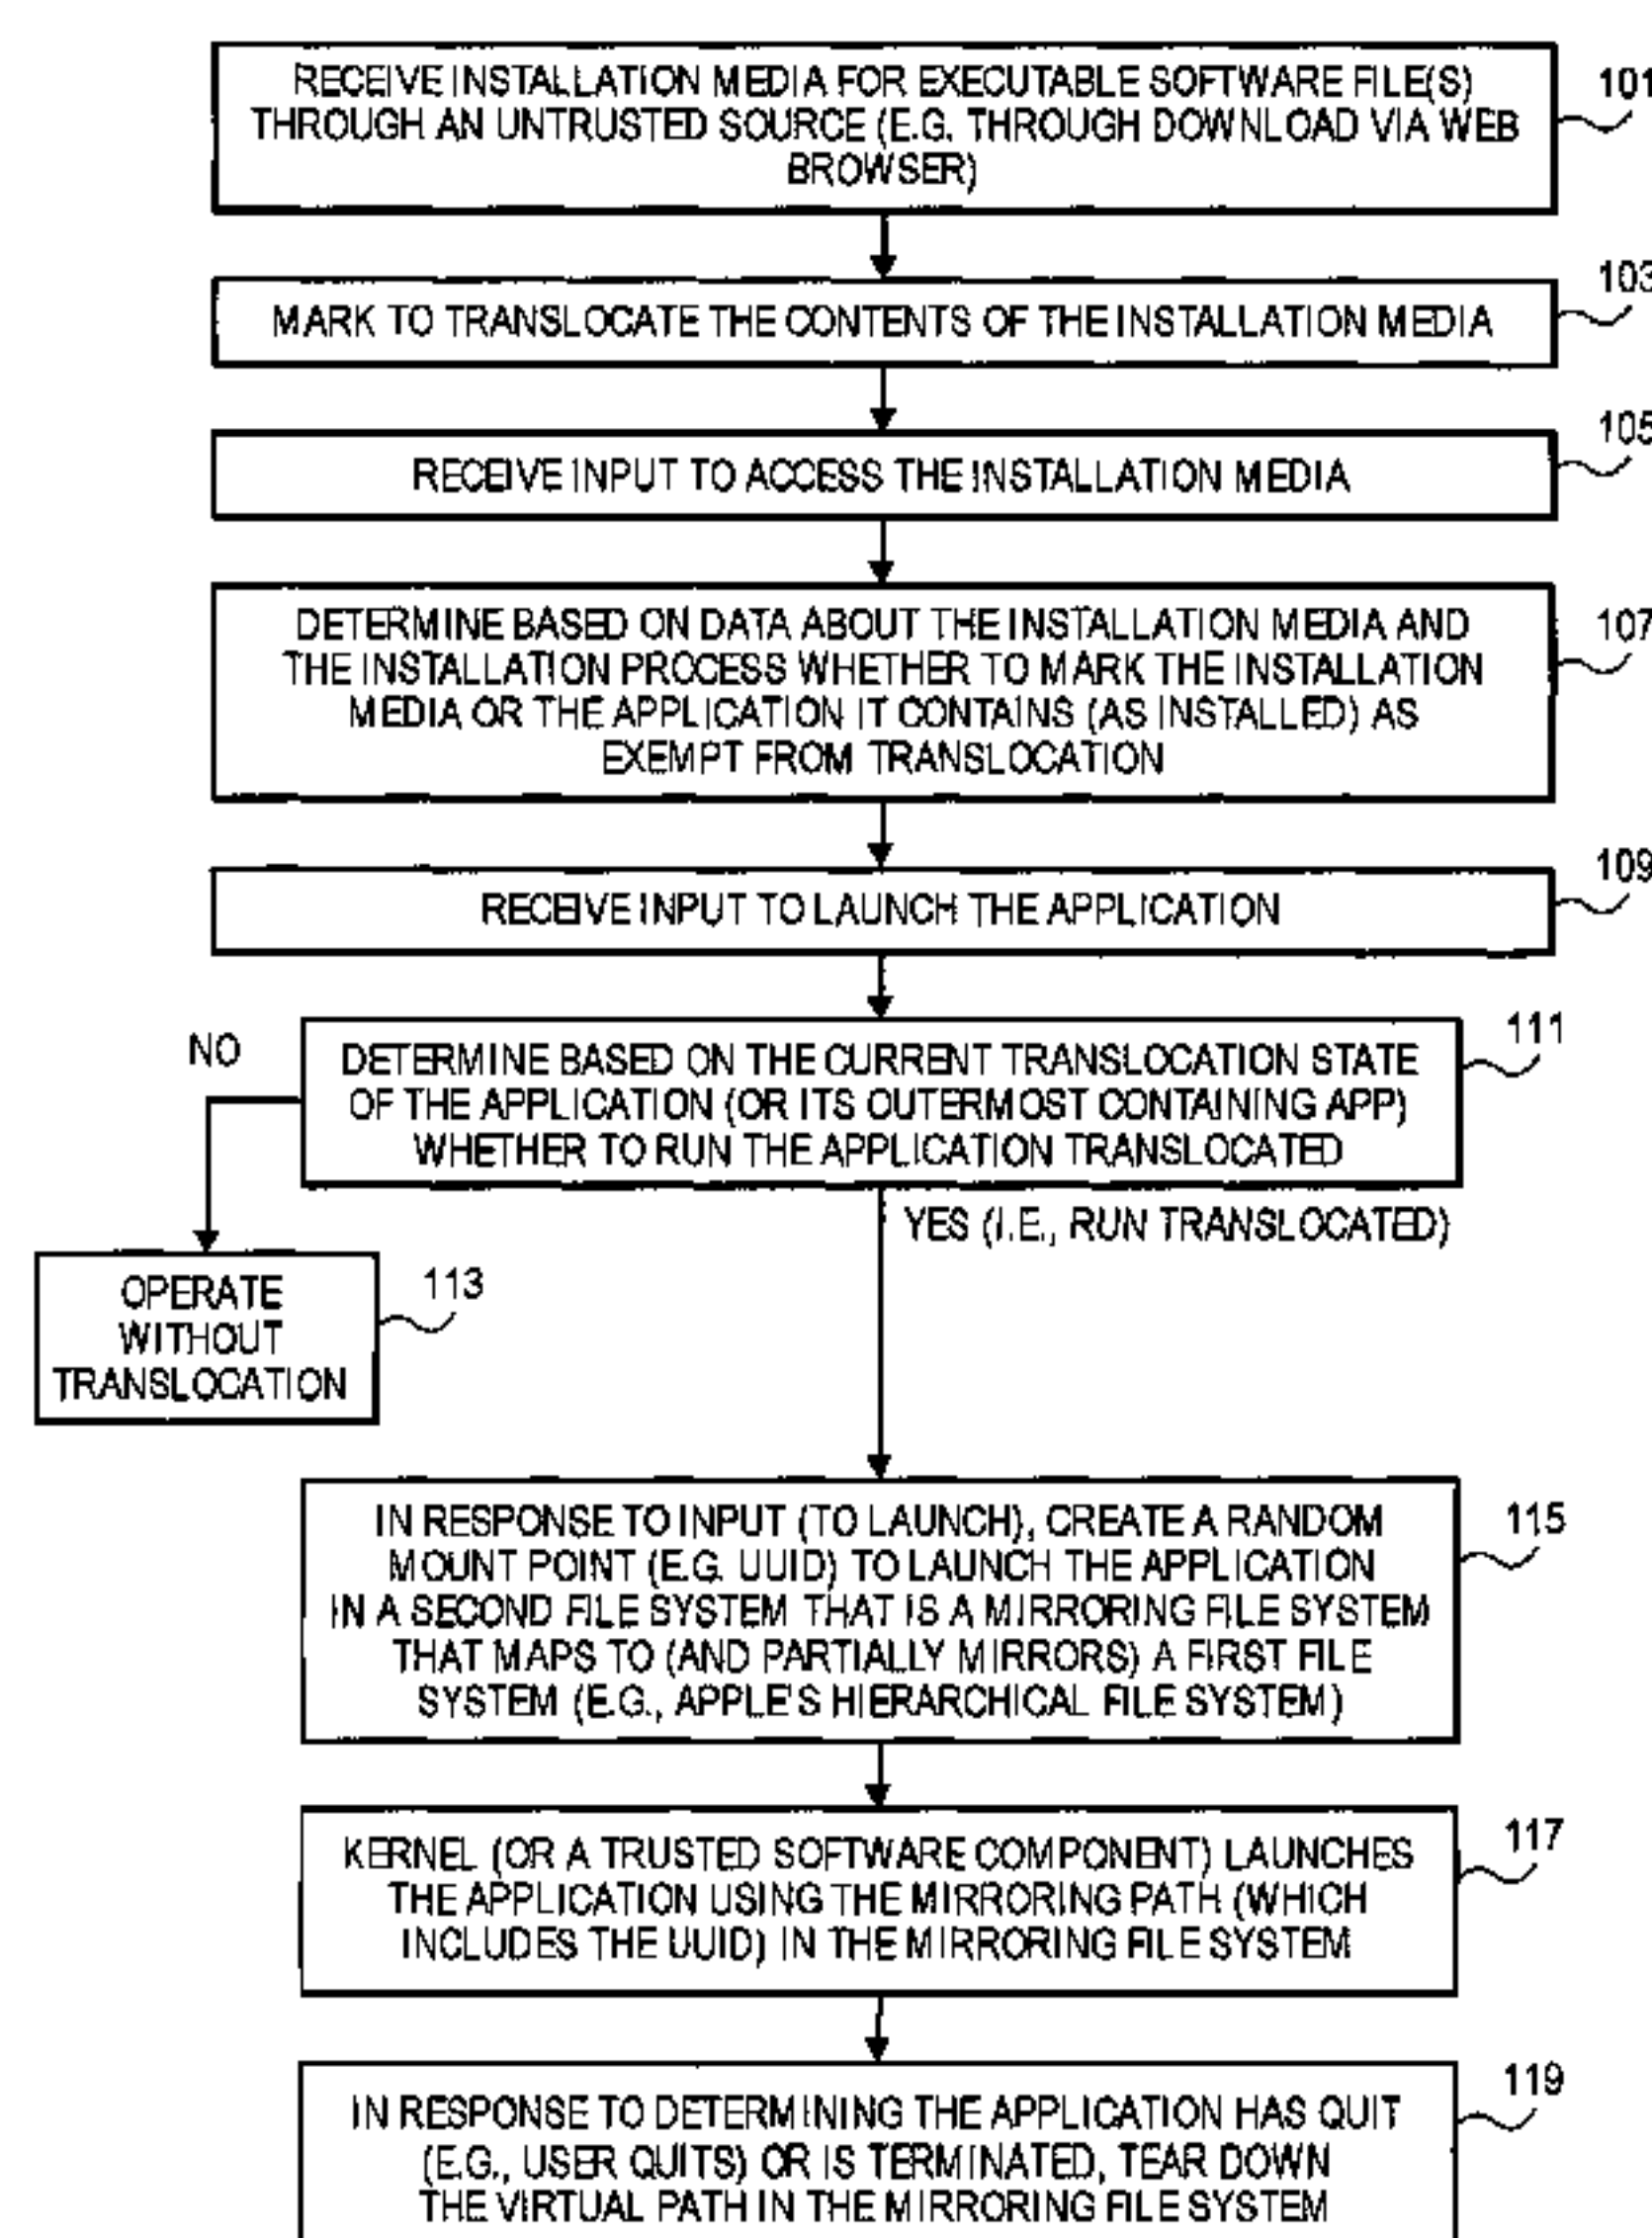 RECEIVE INSTALLATION MEDIA FOR EXECUTABLE SOFTWARE FILE(S)
THROUGH AN UNTRUSTED SOURCE (E.G. THROUGH DOWNLOAD VIA WEB
BROWSER)
101
MARK TO TRANSLOCATE THE CONTENTS OF THE INSTALLATION MEDIA
103
RECEIVE INPUT TO ACCESS THE INSTALLATION MEDIA
105
DETERMINE BASED ON DATA ABOUT THE INSTALLATION MEDIA AND
THE INSTALLATION PROCESS WHETHER TO MARK THE INSTALLATION
MEDIA OR THE APPLICATION IT CONTAINS (AS INSTALLED) AS
EXEMPT FROM TRANSLOCATION
107
RECEIVE INPUT TO LAUNCH THE APPLICATION
109
NO
DETERMINE BASED ON THE CURRENT TRANSLOCATION STATE
OF THE APPLICATION (OR ITS OUTERMOST CONTAINING APP)
WHETHER TO RUN THE APPLICATION TRANSLOCATED
111
YES (I.E., RUN TRANSLOCATED)
OPERATE
WITHOUT
TRANSLOCATION
113
IN RESPONSE TO INPUT (TO LAUNCH), CREATE A RANDOM
MOUNT POINT (E.G. UUID) TO LAUNCH THE APPLICATION
IN A SECOND FILE SYSTEM THAT IS A MIRRORING FILE SYSTEM
THAT MAPS TO (AND PARTIALLY MIRRORS) A FIRST FILE
SYSTEM (E.G., APPLE'S HIERARCHICAL FILE SYSTEM)
115
KERNEL (OR A TRUSTED SOFTWARE COMPONENT) LAUNCHES
THE APPLICATION USING THE MIRRORING PATH (WHICH
INCLUDES THE UUID) IN THE MIRRORING FILE SYSTEM
117
IN RESPONSE TO DETERMINING THE APPLICATION HAS QUIT
(E.G., USER QUITS) OR IS TERMINATED, TEAR DOWN
THE VIRTUAL PATH IN THE MIRRORING FILE SYSTEM
119